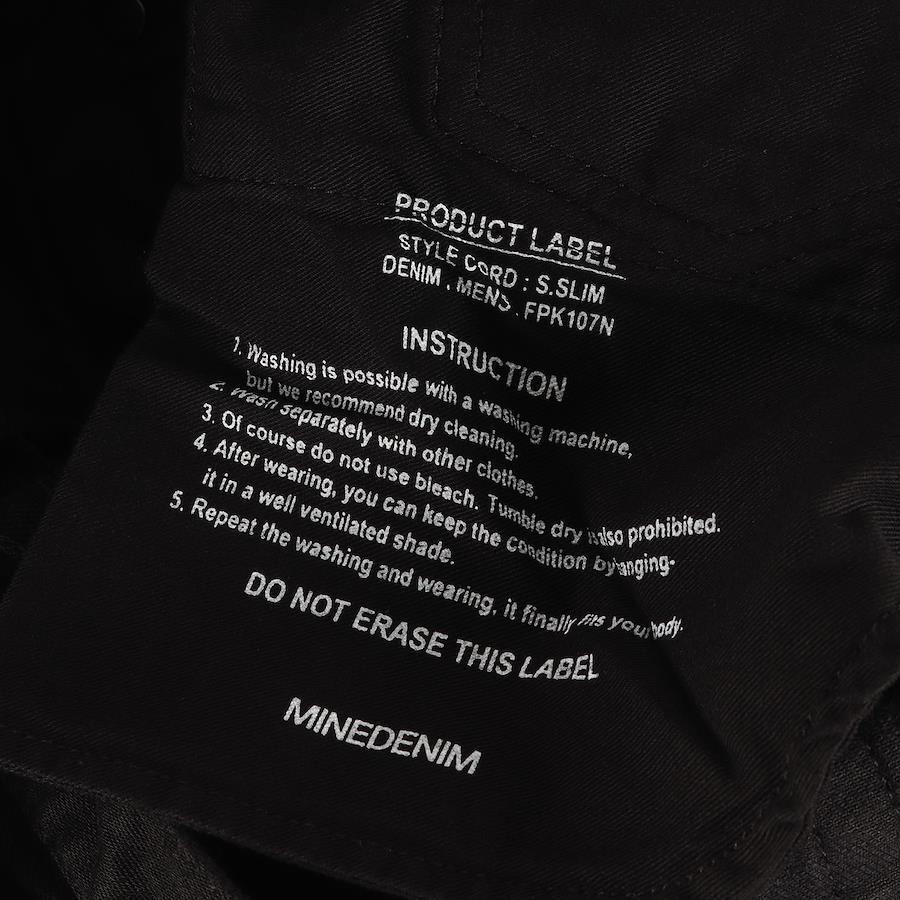 PRODUCT LABEL
STYLE CORD : S.SLIM
DENIM . MENS . FPK107N
INSTRUCTION
1. Washing is possible with a washing machine,
but we recommend dry cleaning.
2. Wash separately with other clothes.
3. Of course do not use bleach. Tumble dry is also prohibited.
4. After wearing, you can keep the condition by hanging-
it in a well ventilated shade.
5. Repeat the washing and wearing, it finally fits your body.
DO NOT ERASE THIS LABEL
MINEDENIM